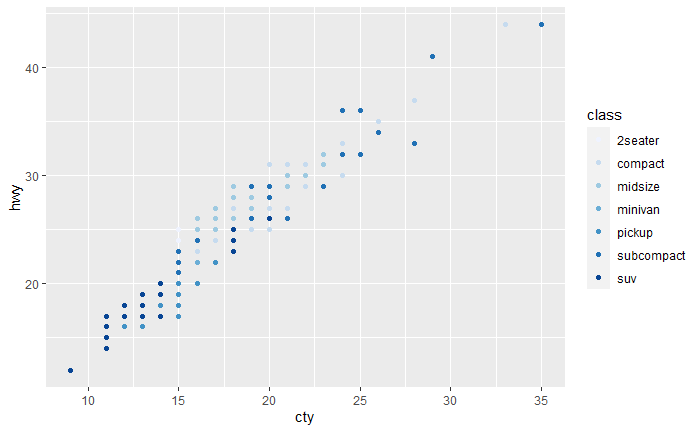 40
30
20
hwy
10
15
20
25
30
35
cty
class
2seater
compact
midsize
minivan
pickup
subcompact
suv